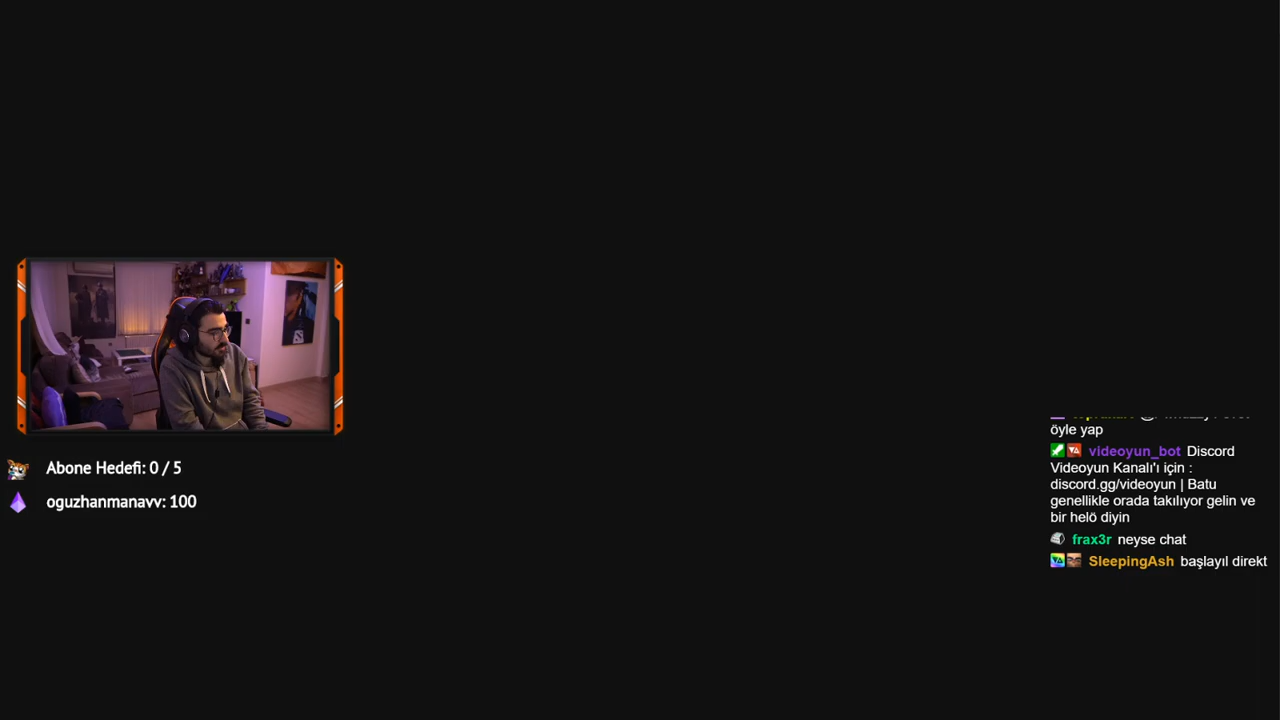 Abone Hedefi: 0 / 5
oguzhanmanavv: 100
öyle yap
videoyun_bot Discord
Videoyun Kanalı'ı için :
discord.gg/videoyun | Batu
genellikle orada takılıyor gelin ve
bir helö diyin
frax3r neyse chat
SleepingAsh başlayıl direkt